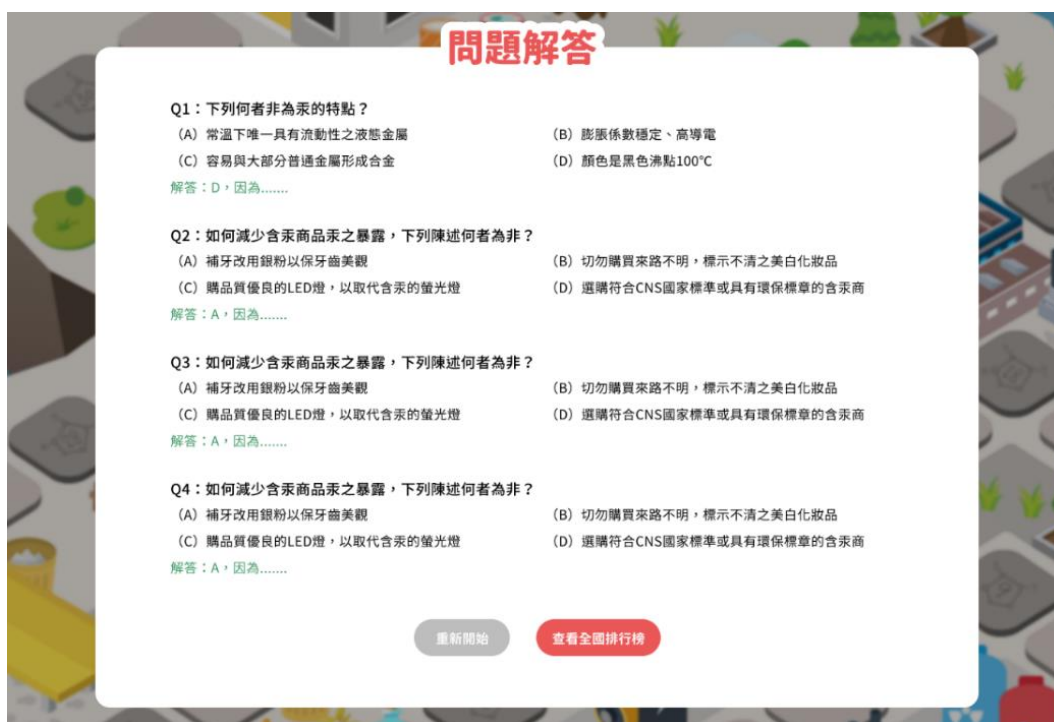 問題解答
Q1：下列何者非為汞的特點？
（A）常溫下唯一具有流動性之液態金屬
（B）膨脹係數穩定、高導電
（C）容易與大部分普通金屬形成合金
（D）顏色是黑色沸點100℃
解答：D，因為.......
Q2：如何減少含汞商品汞之暴露，下列陳述何者為非？
（A）補牙改用銀粉以保牙齒美觀
（B）切勿購買來路不明，標示不清之美白化妝品
（C）購品質優良的LED燈，以取代含汞的螢光燈
（D）選購符合CNS國家標準或具有環保標章的含汞商
解答：A，因為.......
Q3：如何減少含汞商品汞之暴露，下列陳述何者為非？
（A）補牙改用銀粉以保牙齒美觀
（B）切勿購買來路不明，標示不清之美白化妝品
（C）購品質優良的LED燈，以取代含汞的螢光燈
（D）選購符合CNS國家標準或具有環保標章的含汞商
解答：A，因為.......
Q4：如何減少含汞商品汞之暴露，下列陳述何者為非？
（A）補牙改用銀粉以保牙齒美觀
（B）切勿購買來路不明，標示不清之美白化妝品
（C）購品質優良的LED燈，以取代含汞的螢光燈
（D）選購符合CNS國家標準或具有環保標章的含汞商
解答：A，因為.......
重新開始
查看全國排行榜